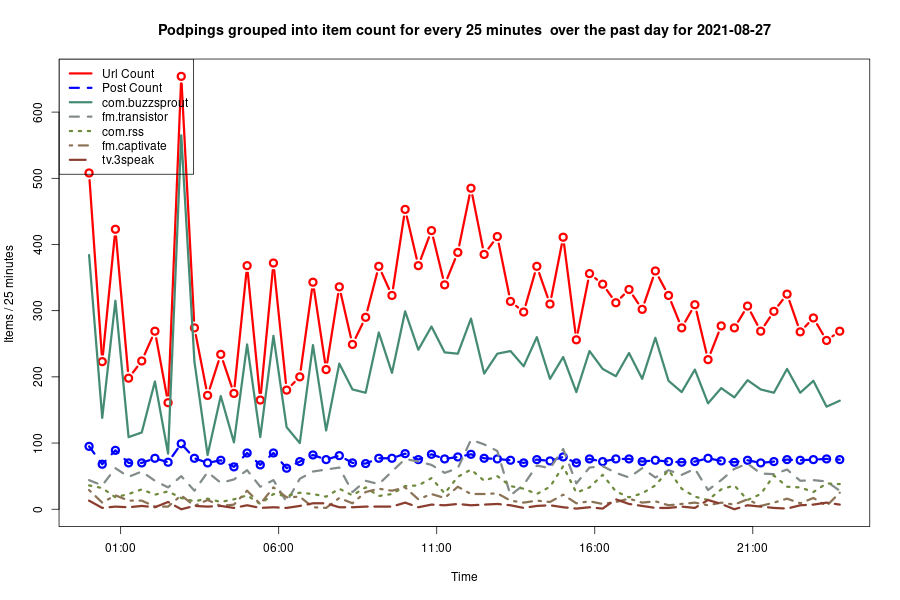 Podpings grouped into item count for every 25 minutes  over the past day for 2021-08-27
Url Count
Post Count
com.buzzsprout
fm.transistor
com.rss
fm.captivate
tv.3speak
Items / 25 minutes
600
500
400
300
200
100
0
01:00
06:00
11:00
16:00
21:00
Time